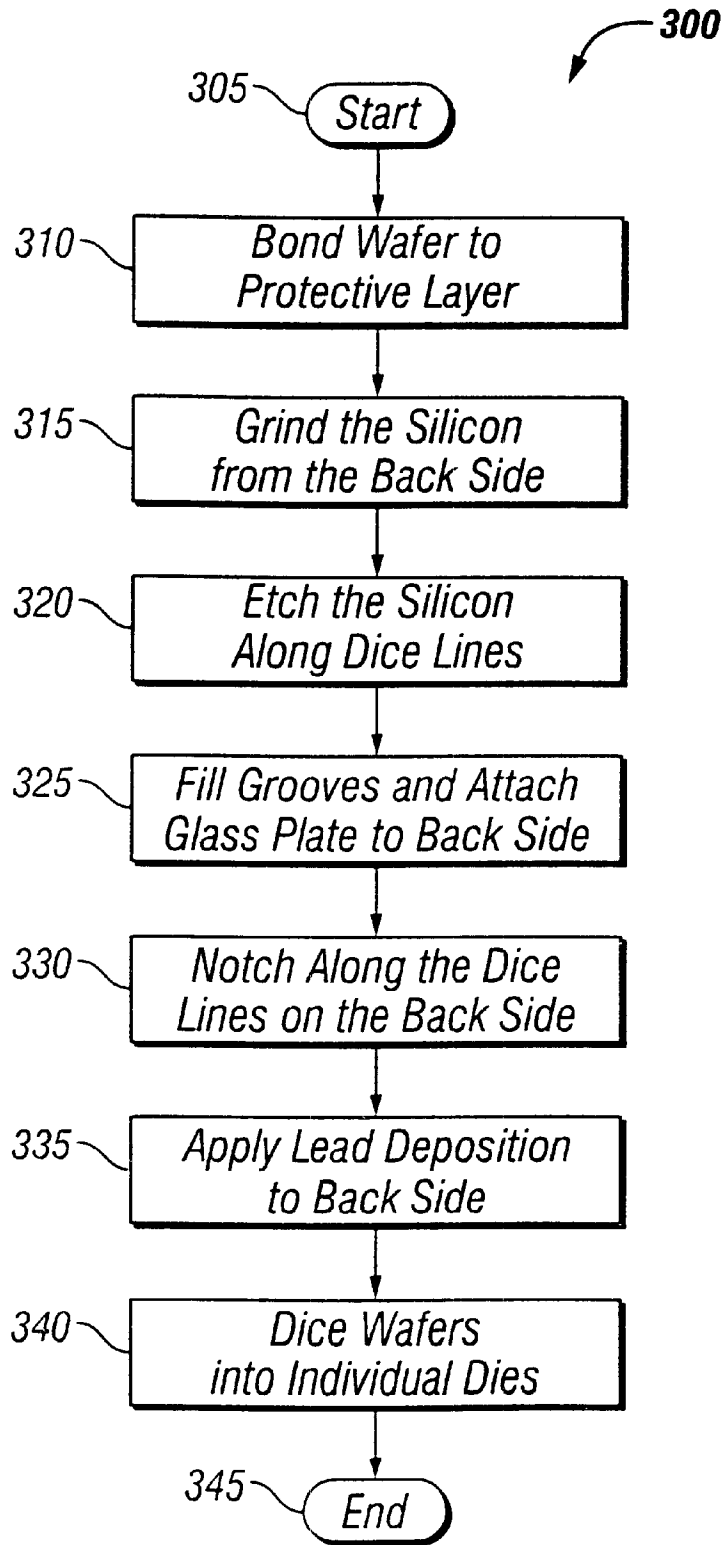 300
305
Start
310
Bond Wafer to
Protective Layer
315
Grind the Silicon
from the Back Side
320
Etch the Silicon
Along Dice Lines
325
Fill Grooves and Attach
Glass Plate to Back Side
330
Notch Along the Dice
Lines on the Back Side
335
Apply Lead Deposition
to Back Side
340
Dice Wafers
into Individual Dies
345
End